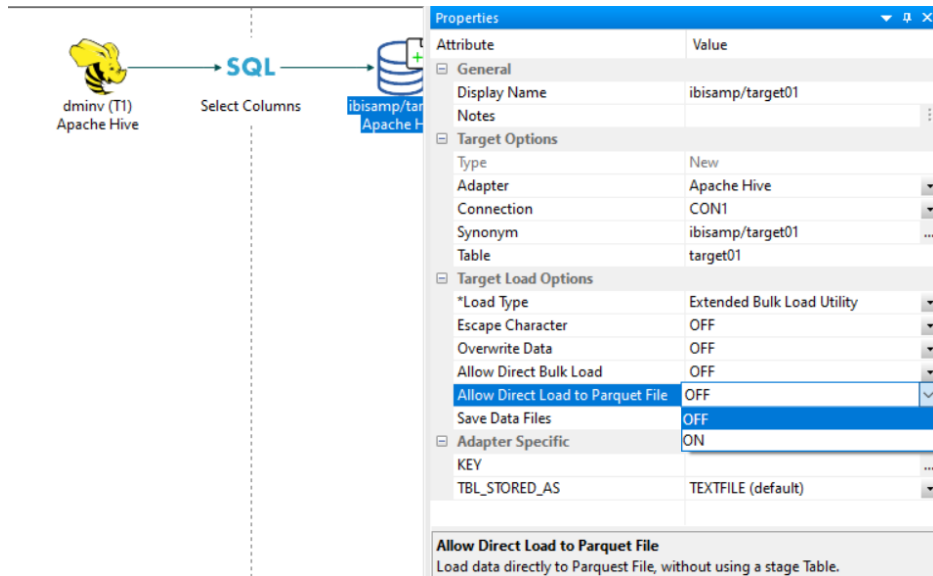 Properties
Attribute Value
General
Display Name ibisamp/target01
Notes
Target Options
Type New
Adapter Apache Hive
Connection CON1
Synonym ibisamp/target01
Table target01
Target Load Options
*Load Type Extended Bulk Load Utility
Escape Character OFF
Overwrite Data OFF
Allow Direct Bulk Load OFF
Allow Direct Load to Parquet File OFF
Save Data Files OFF
ON
Adapter Specific
KEY ...
TBL_STORED_AS TEXTFILE (default)
Allow Direct Load to Parquet File
Load data directly to Parquest File, without using a stage Table.
SQL
dminv (T1)
Apache Hive
Select Columns
ibisamp/tar
Apache H